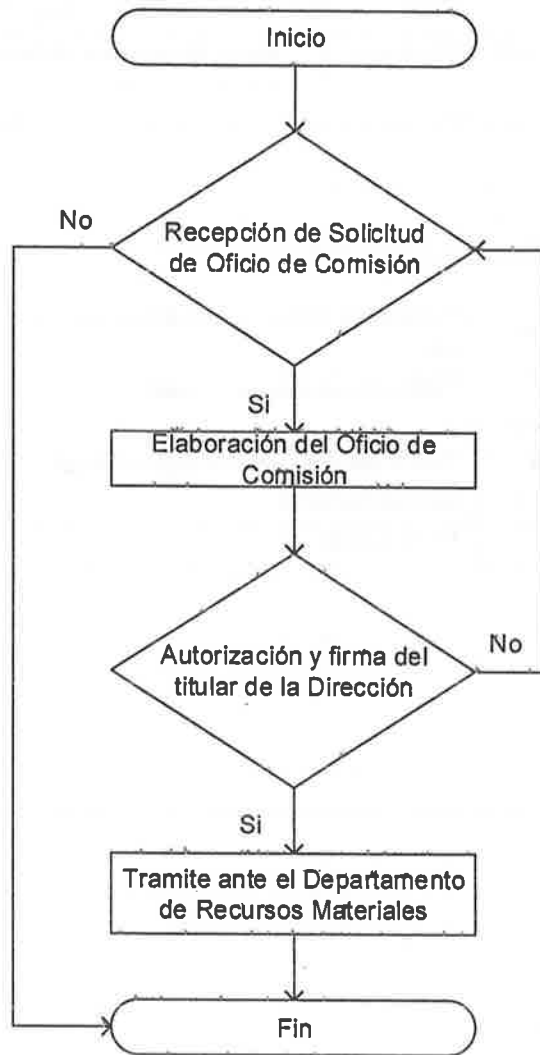 Inicio
No
Recepción de Solicitud
de Oficio de Comisión
Si
Elaboración del Oficio de
Comisión
Autorización y firma del
titular de la Dirección
No
Si
Tramite ante el Departamento
de Recursos Materiales
Fin